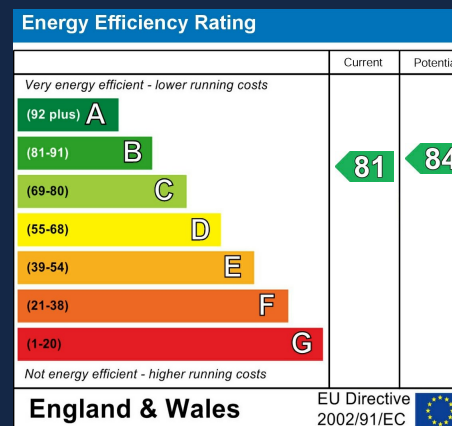 Energy Efficiency Rating
Current Potentia
Very energy efficient - lower running costs
(92 plus) A
(81-91) B
(69-80) C
(55-68) D
(39-54) E
(21-38) F
(1-20) G
81 84
Not energy efficient - higher running costs
England & Wales
EU Directive
2002/91/EC